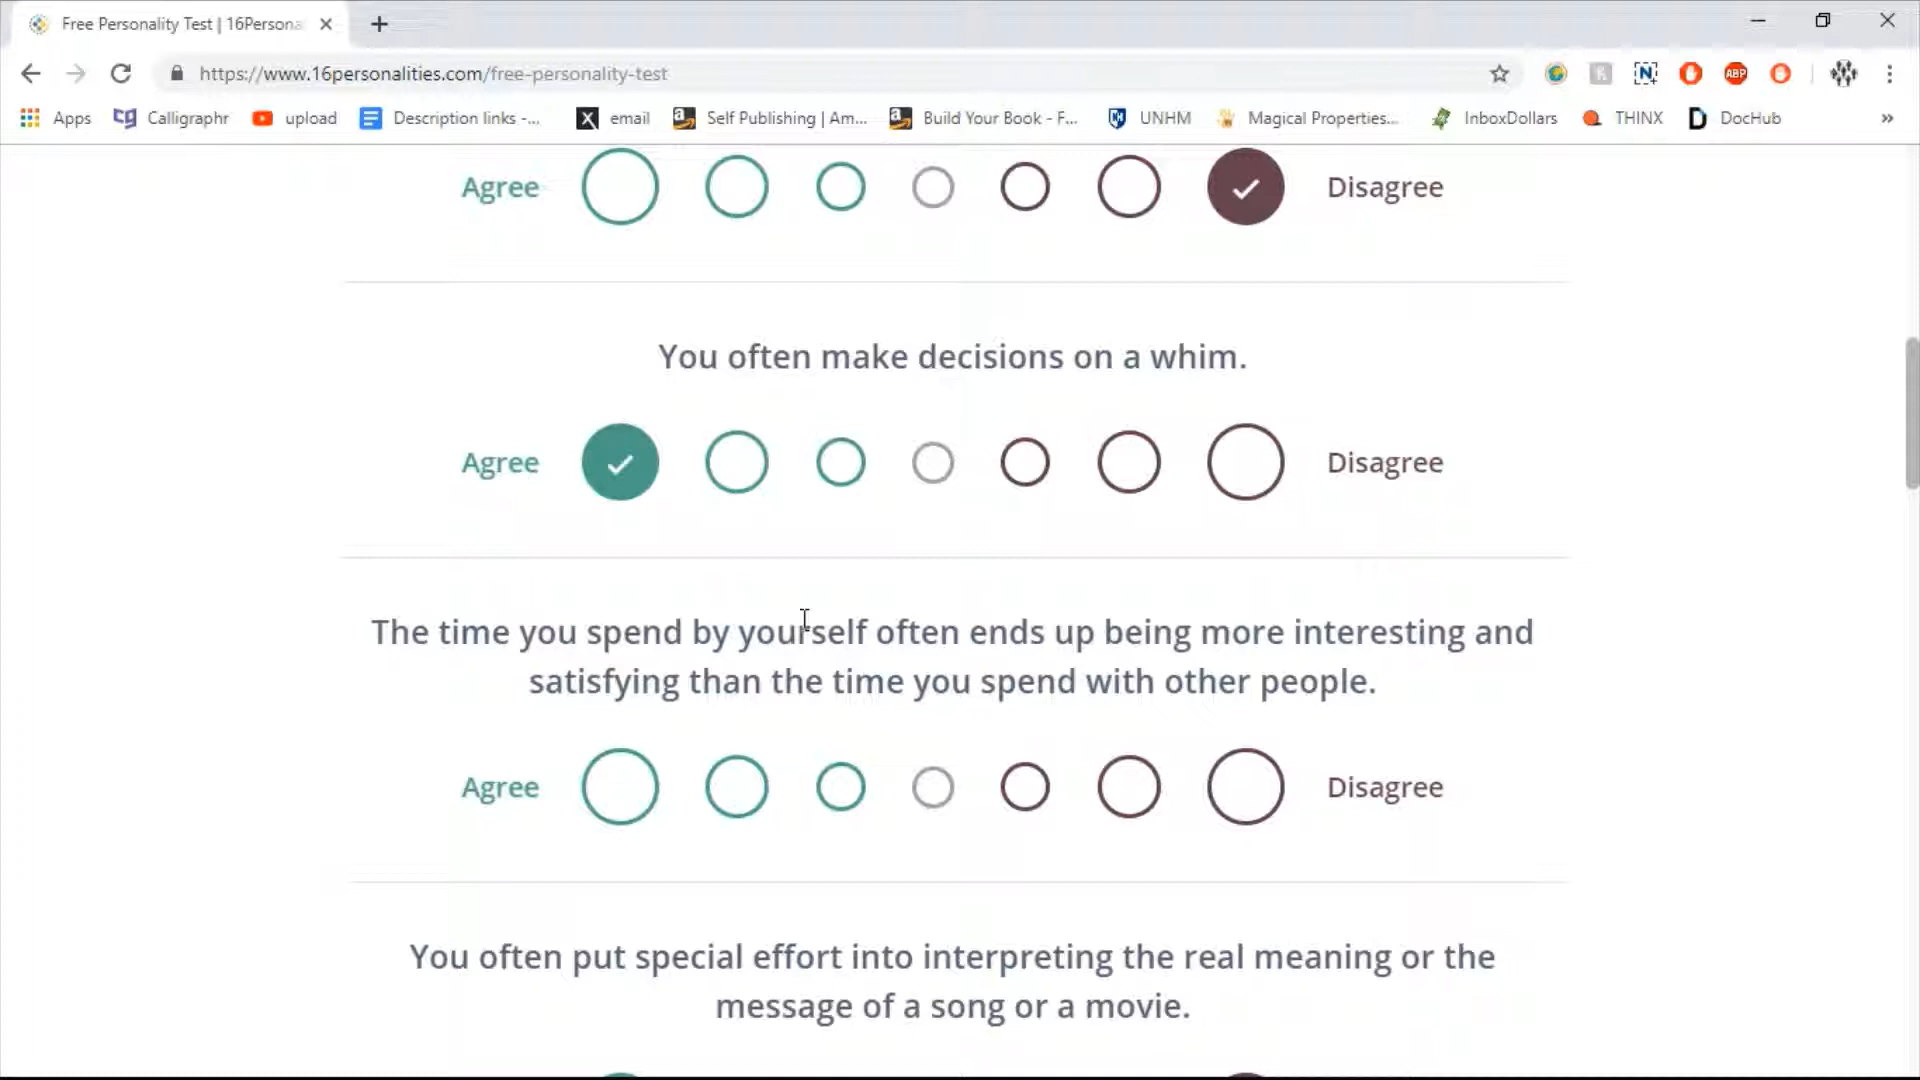 Free Personality Test | 16Persona
https://www.16personalities.com/free-personality-test
Apps Calligraphr upload Description links -... X email a Self Publishing | Am... a Build Your Book - F... UNHM Magical Properties... InboxDollars THINX D DocHub »
N ABP
Agree Disagree
You often make decisions on a whim.
Agree Disagree
The time you spend by yourself often ends up being more interesting and
satisfying than the time you spend with other people.
Agree Disagree
You often put special effort into interpreting the real meaning or the
message of a song or a movie.